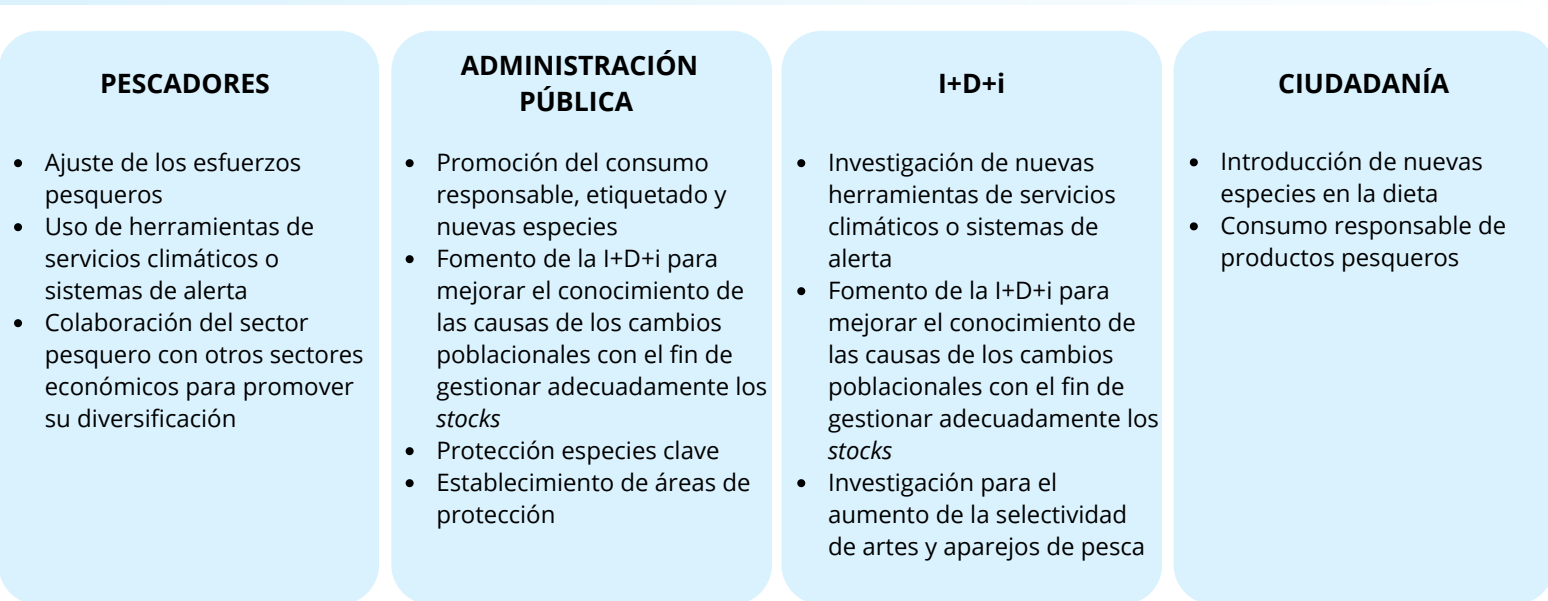 PESCADORES
• Ajuste de los esfuerzos
pesqueros
• Uso de herramientas de
servicios climáticos o
sistemas de alerta
• Colaboración del sector
pesquero con otros sectores
económicos para promover
su diversificación
ADMINISTRACIÓN
PÚBLICA
• Promoción del consumo
responsable, etiquetado y
nuevas especies
• Fomento de la I+D+i para
mejorar el conocimiento de
las causas de los cambios
poblacionales con el fin de
gestionar adecuadamente los
stocks
• Protección especies clave
• Establecimiento de áreas de
protección
I+D+i
• Investigación de nuevas
herramientas de servicios
climáticos o sistemas de
alerta
• Fomento de la I+D+i para
mejorar el conocimiento de
las causas de los cambios
poblacionales con el fin de
gestionar adecuadamente los
stocks
• Investigación para el
aumento de la selectividad
de artes y aparejos de pesca
CIUDADANÍA
• Introducción de nuevas
especies en la dieta
• Consumo responsable de
productos pesqueros